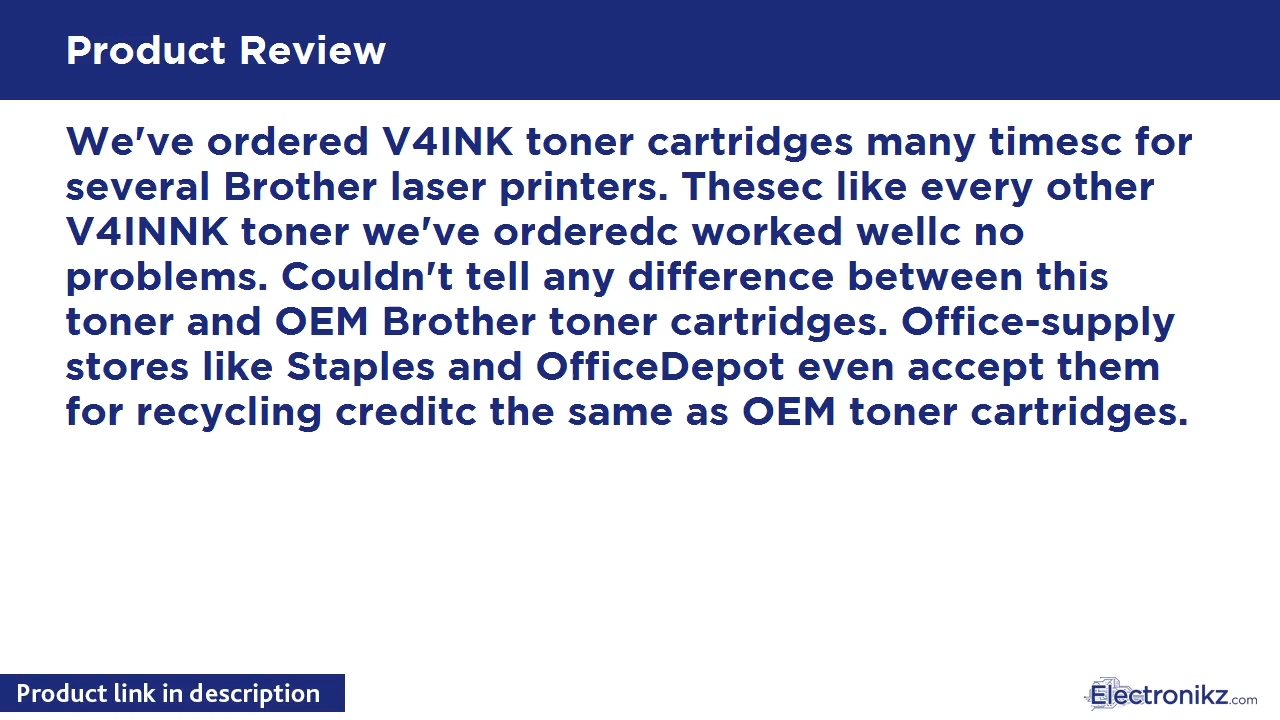 Product Review
We've ordered V4INK toner cartridges many timesc for
several Brother laser printers. Thesec like every other
V4INNK toner we've orderedc worked wellc no
problems. Couldn't tell any difference between this
toner and OEM Brother toner cartridges. Office-supply
stores like Staples and OfficeDepot even accept them
for recycling creditc the same as OEM toner cartridges.
Product link in description
Electronikz.com